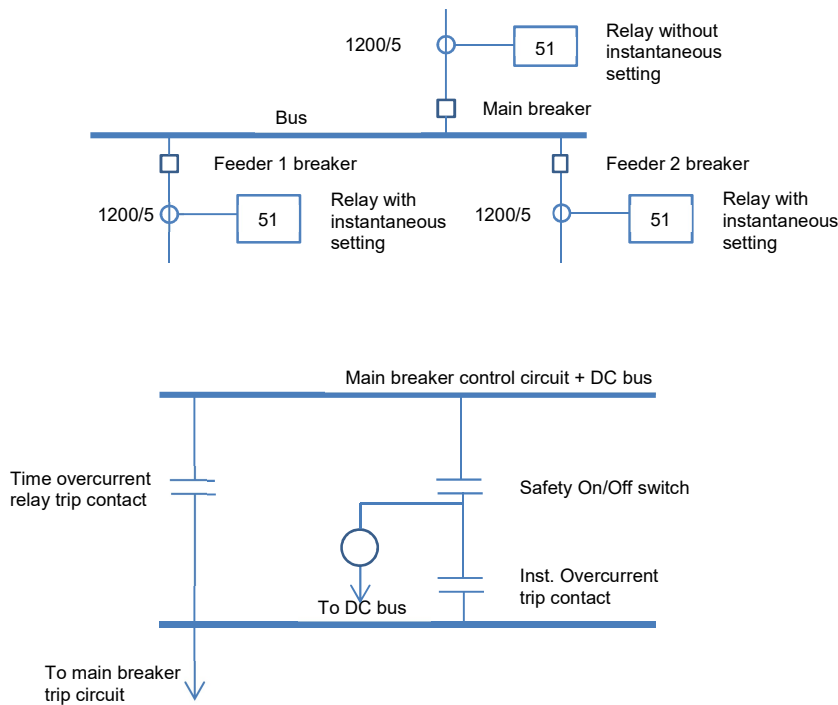 1200/5
51
Relay without
instantaneous
setting
Main breaker
Bus
Feeder 1 breaker
Feeder 2 breaker
1200/5
51
Relay with
instantaneous
setting
1200/5
51
Relay with
instantaneous
setting
Main breaker control circuit + DC bus
Time overcurrent
relay trip contact
Safety On/Off switch
Inst. Overcurrent
trip contact
To DC bus
To main breaker
trip circuit